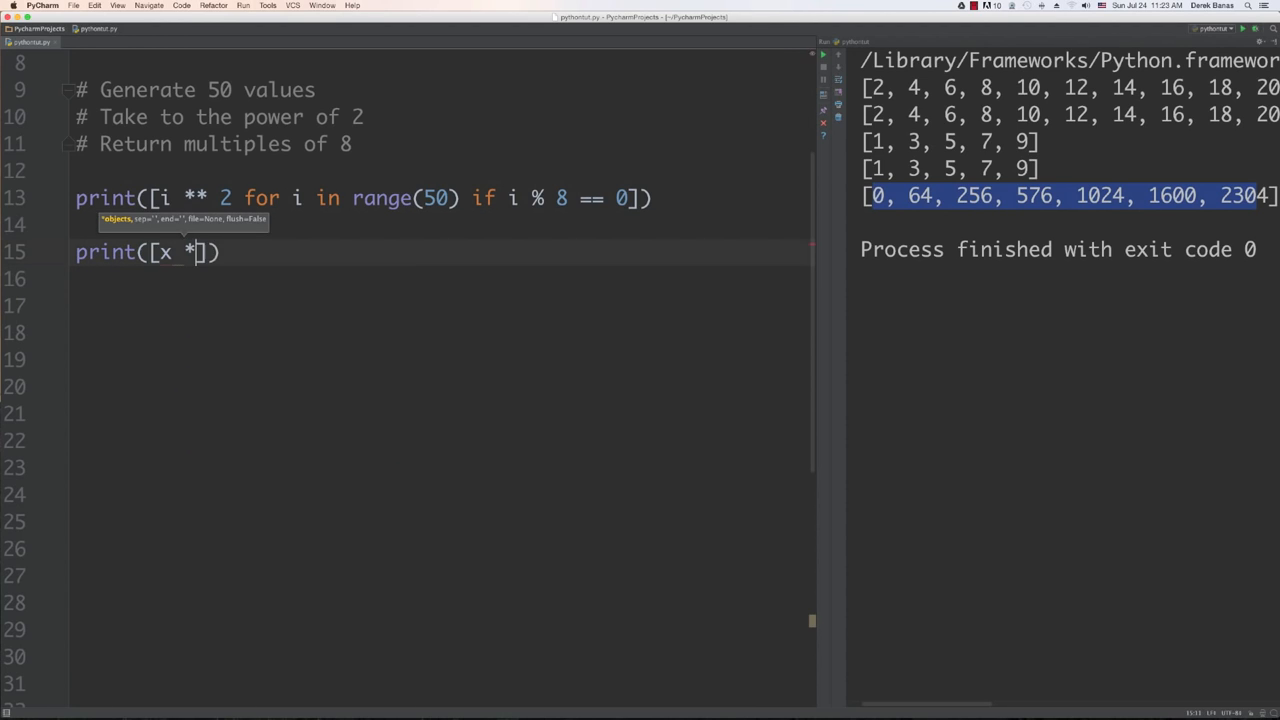 PyCharm File Edit View Navigate Code Refactor Run Tools VCS Window Help 10 Sun Jul 24 11:23 AM Derek Banas
pythontut.py - PycharmProjects - [~/PycharmProjects]
PycharmProjects pythontut.py pythontut
pythontut.py Run: pythontut
8
9 # Generate 50 values
10 # Take to the power of 2
11 # Return multiples of 8
12
13 print([i ** 2 for i in range(50) if i % 8 == 0])
*objects, sep=' ', end='', file=None, flush=False
14
15 print([x *])
16
17
18
19
20
21
22
23
24
25
26
27
28
29
30
31
/Library/Frameworks/Python.framewor
[2, 4, 6, 8, 10, 12, 14, 16, 18, 20
[2, 4, 6, 8, 10, 12, 14, 16, 18, 20
[1, 3, 5, 7, 9]
[1, 3, 5, 7, 9]
[0, 64, 256, 576, 1024, 1600, 2304]
Process finished with exit code 0
15:11 LF≑ UTF-8